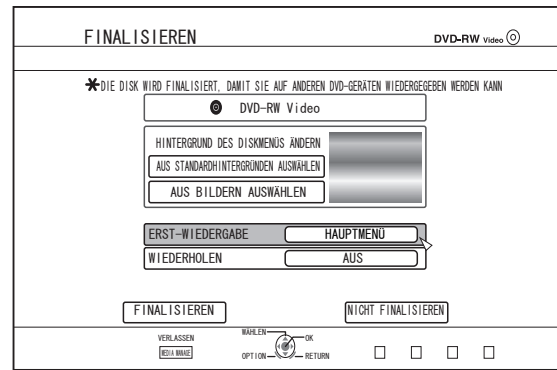 FINALISIEREN
DVD-RW Video
✱DIE DISK WIRD FINALISIERT, DAMIT SIE AUF ANDEREN DVD-GERÄTEN WIEDERGEGEBEN WERDEN KANN
DVD-RW Video
HINTERGRUND DES DISKMENÜS ÄNDERN
AUS STANDARDHINTERGRÜNDEN AUSWÄHLEN
AUS BILDERN AUSWÄHLEN
ERST-WIEDERGABE HAUPTMENÜ
WIEDERHOLEN AUS
FINALISIEREN NICHT FINALISIEREN
VERLASSEN WÄHLEN OK
MEDIA MANAGE OPTION RETURN